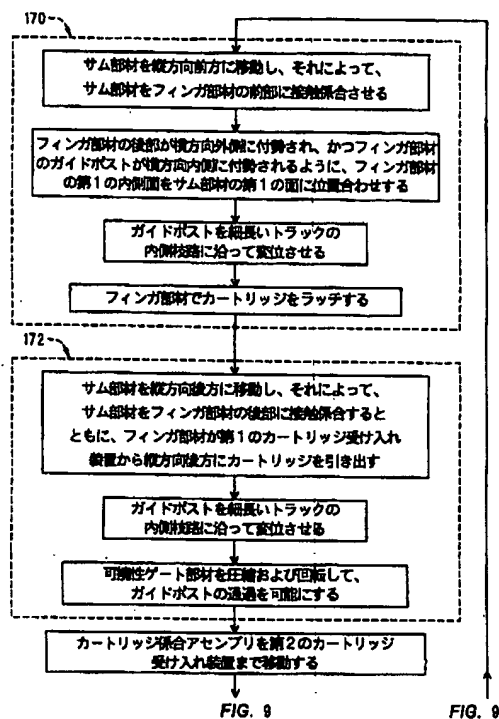 170
サム部材を縦方向前方に移動し、それによって、
サム部材をフィンガ部材の前部に接触係合させる
フィンガ部材の後部が横方向外側に付勢され、かつフィンガ部材
のガイドポストが横方向内側に付勢されるように、フィンガ部材
の第1の内側面をサム部材の第1の面に位置合わせする
ガイドポストを細長いトラックの
内側枝路に沿って変位させる
フィンガ部材でカートリッジをラッチする
172
サム部材を縦方向後方に移動し、それによって、
サム部材をフィンガ部材の後部に接触係合すると
ともに、フィンガ部材が第1のカートリッジ受け入れ
装置から縦方向後方にカートリッジを引き出す
ガイドポストを細長いトラックの
内側枝路に沿って変位させる
可撓性ゲート部材を圧縮および回転して、
ガイドポストの通過を可能にする
カートリッジ係合アセンブリを第2のカートリッジ
受け入れ装置まで移動する
FIG. 9
FIG. 9